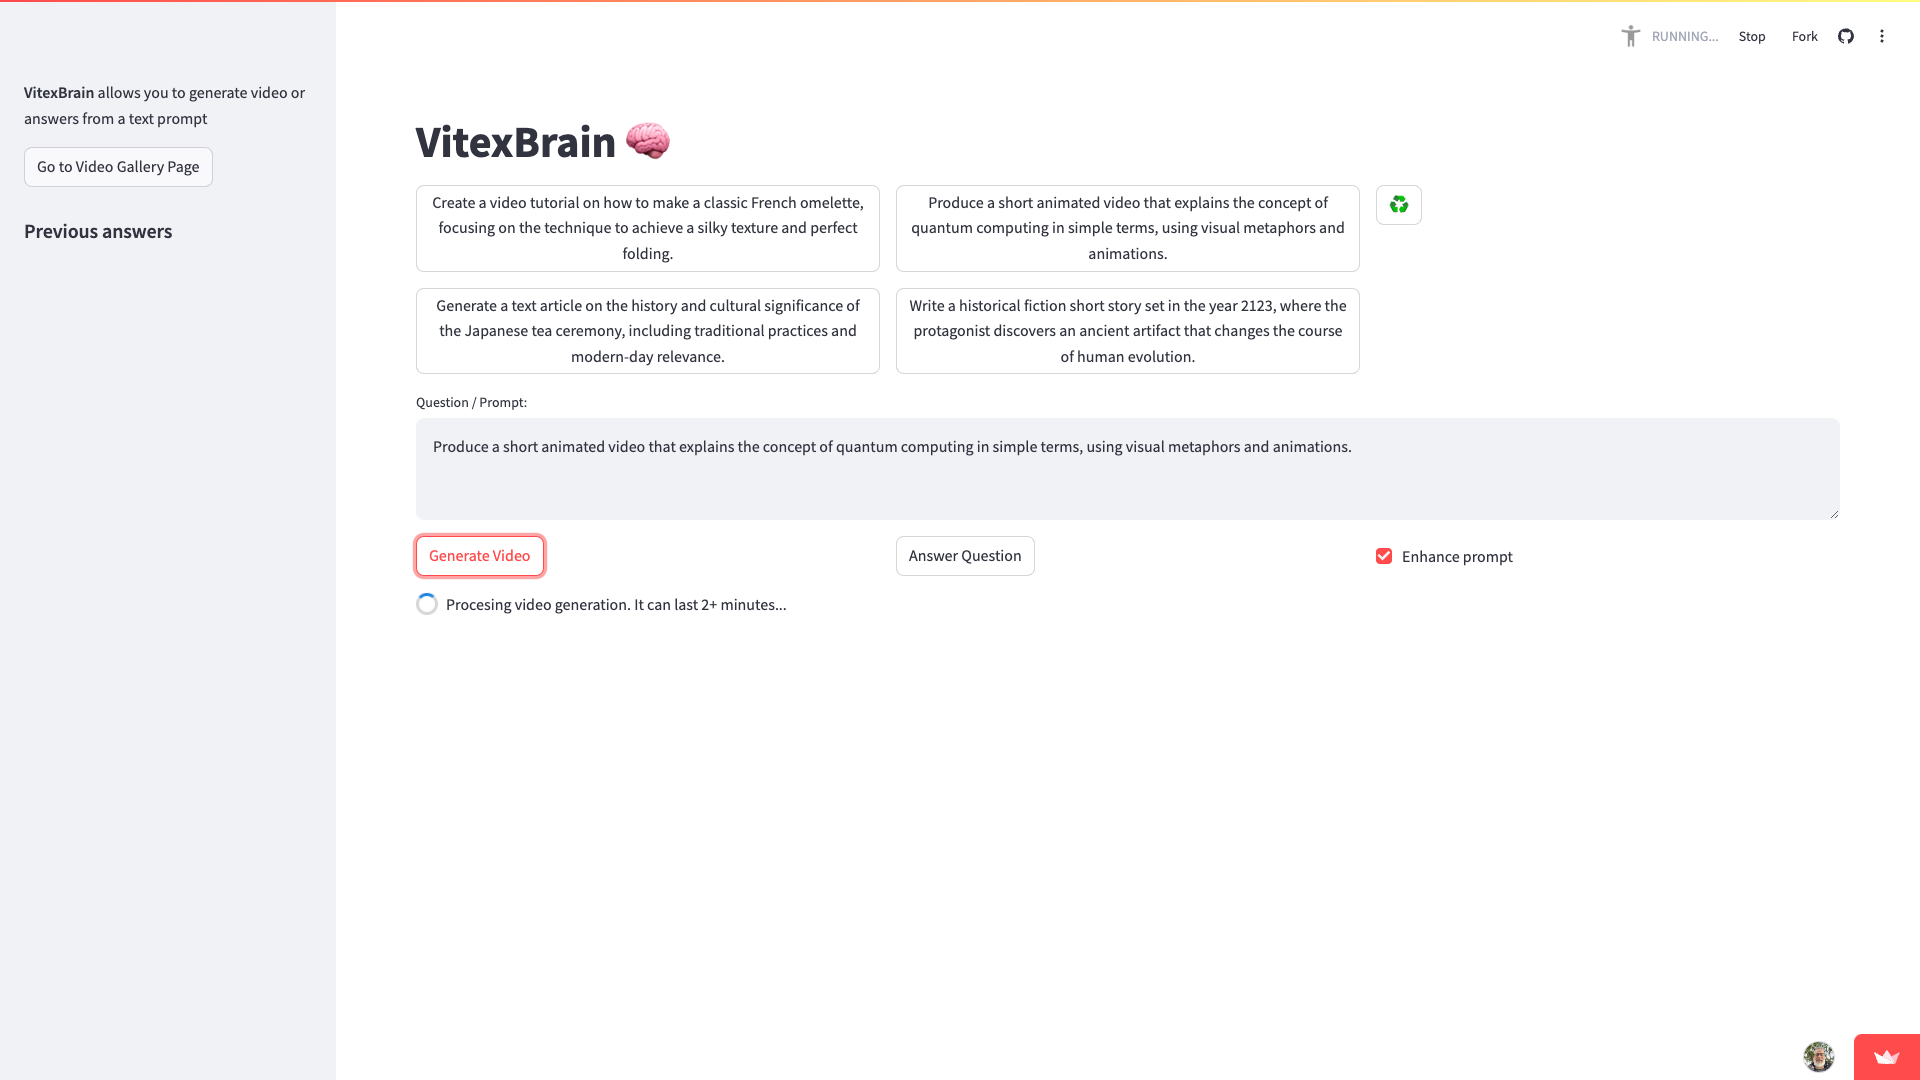 RUNNING...
Stop
Fork
VitexBrain allows you to generate video or
answers from a text prompt
Go to Video Gallery Page
Previous answers
VitexBrain
Create a video tutorial on how to make a classic French omelette,
focusing on the technique to achieve a silky texture and perfect
folding.
Produce a short animated video that explains the concept of
quantum computing in simple terms, using visual metaphors and
animations.
Generate a text article on the history and cultural significance of
the Japanese tea ceremony, including traditional practices and
modern-day relevance.
Write a historical fiction short story set in the year 2123, where the
protagonist discovers an ancient artifact that changes the course
of human evolution.
Question / Prompt:
Produce a short animated video that explains the concept of quantum computing in simple terms, using visual metaphors and animations.
Generate Video
Answer Question
Enhance prompt
Procesing video generation. It can last 2+ minutes...